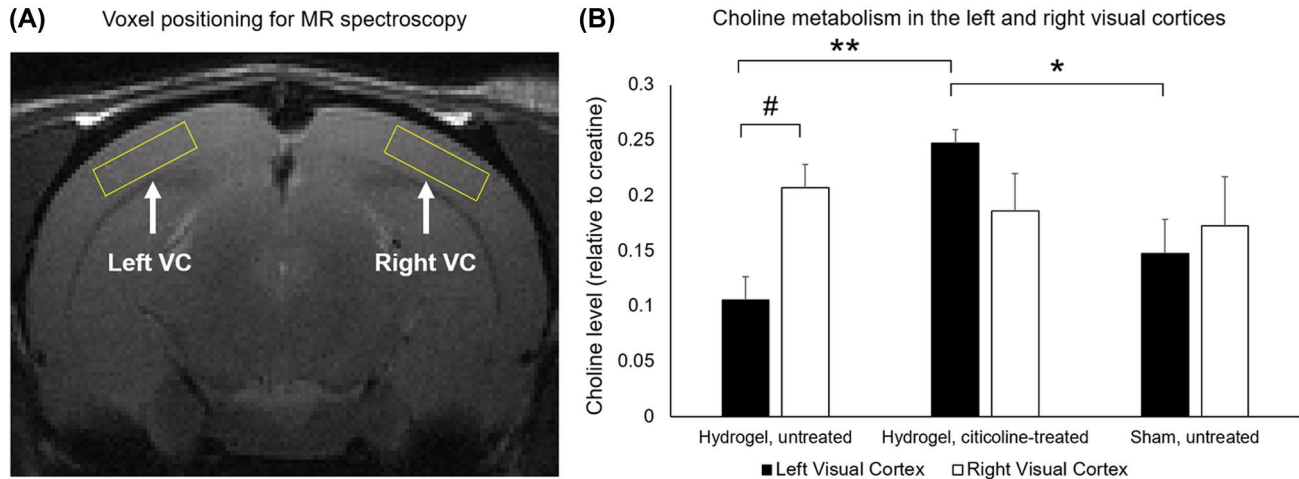 (A) Voxel positioning for MR spectroscopy
Left VC
Right VC
(B) Choline metabolism in the left and right visual cortices
Choline level (relative to creatine)
0.3
0.25
0.2
0.15
0.1
0.05
0
#
**
*
Hydrogel, untreated
Hydrogel, citicoline-treated
Sham, untreated
Left Visual Cortex
Right Visual Cortex